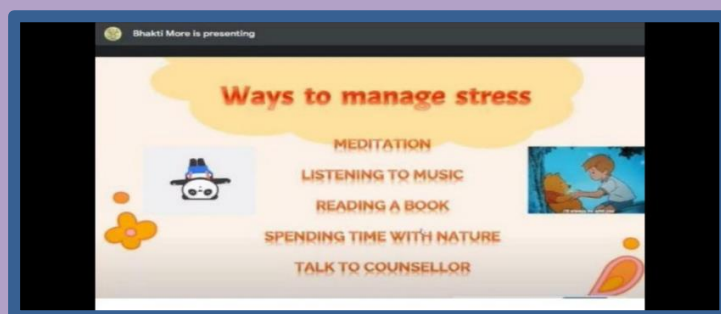 Bhakti More is presenting
Ways to manage stress
MEDITATION
LISTENING TO MUSIC
READING A BOOK
SPENDING TIME WITH NATURE
TALK TO COUNSELLOR